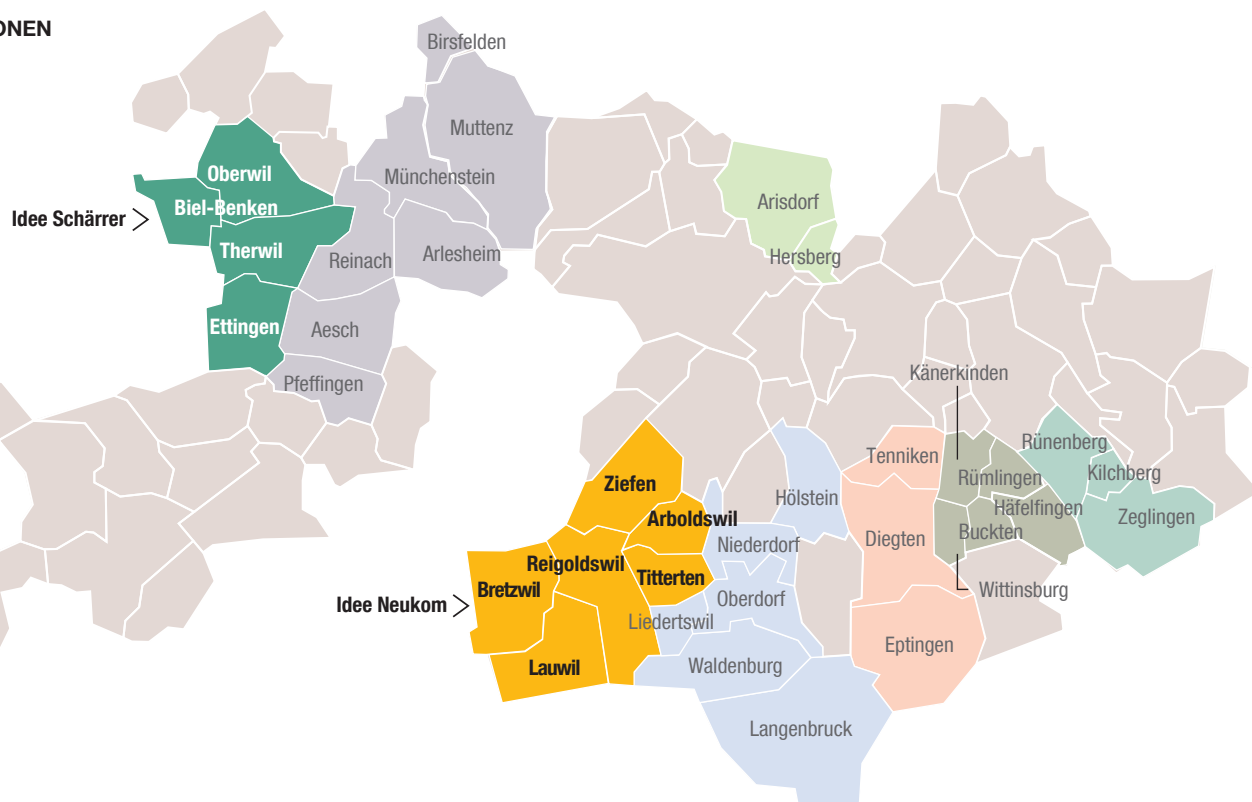 ONEN
Birsfelden
Muttenz
Oberwil
Münchenstein
Biel-Benken
Idee Schärrer
Arisdorf
Therwil
Reinach
Arlesheim
Hersberg
Ettingen
Aesch
Pfeffingen
Känerkinden
Rünenberg
Tenniken
Kilchberg
Ziefen
Rümlingen
Hölstein
Häfelfingen
Arboldswil
Zeglingen
Buckten
Diegten
Niederdorf
Reigoldswil
Titterten
Bretzwil
Wittinsburg
Oberdorf
Idee Neukom
Liedertswil
Eptingen
Lauwil
Waldenburg
Langenbruck